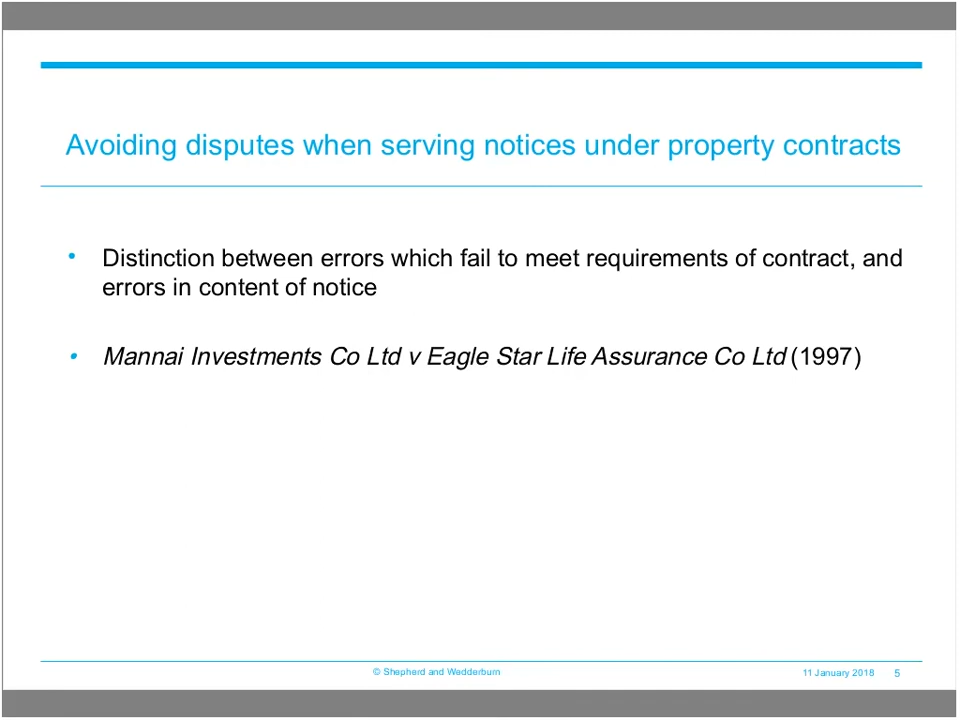 Avoiding disputes when serving notices under property contracts
• Distinction between errors which fail to meet requirements of contract, and
errors in content of notice
• Mannai Investments Co Ltd v Eagle Star Life Assurance Co Ltd (1997)
© Shepherd and Wedderburn 11 January 2018 5